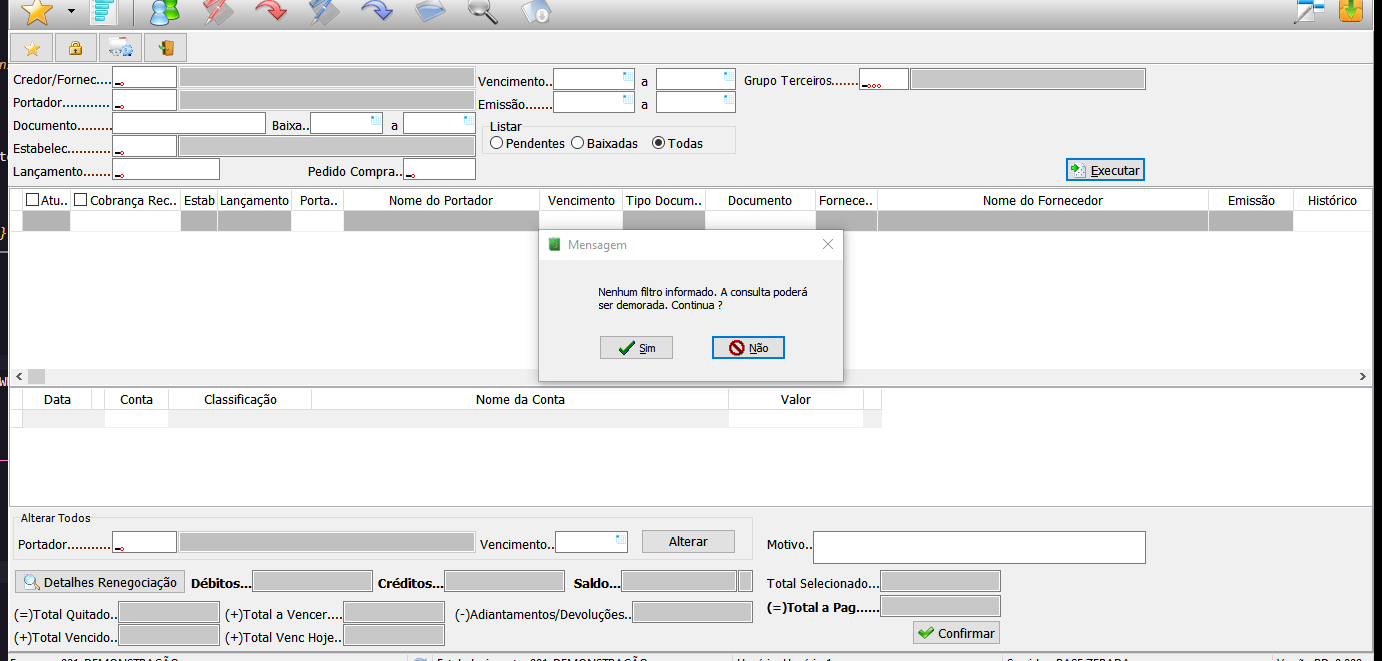 Credor/Fornec....
Vencimento..
a
Grupo Terceiros.......
Portador............
Emissão.......
a
Documento.........
Baixa..
a
Listar
Pendentes
Baixadas
Todas
Estabelec...........
Lançamento.......
Pedido Compra..
Executar
Atu.. Cobrança Rec.. Estab Lançamento Porta.. Nome do Portador Vencimento Tipo Docum.. Documento Fornece.. Nome do Fornecedor Emissão Histórico
Mensagem
Nenhum filtro informado. A consulta poderá
ser demorada. Continua ?
Sim
Não
Data Conta Classificação Nome da Conta Valor
Alterar Todos
Portador...........
Vencimento..
Alterar
Motivo..
Detalhes Renegociação
Débitos...
Créditos...
Saldo...
Total Selecionado...
(=)Total Quitado..
(+)Total a Vencer....
(-)Adiantamentos/Devoluções..
(=)Total a Pag......
(+)Total Vencido..
(+)Total Venc Hoje..
Confirmar